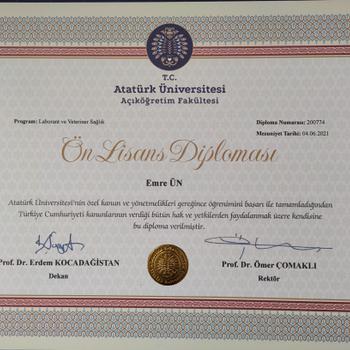 T.C.
Atatürk Üniversitesi
Açıköğretim Fakültesi
Program: Laborant ve Veteriner Sağlık
Diploma Numarası: 200774
Mezuniyet Tarihi: 04.06.2021
Ön Lisans Diploması
Emre ÜN
Atatürk Üniversitesi'nin özel kanun ve yönetmelikleri gereğince öğrenimini başarı ile tamamladığından
Türkiye Cumhuriyeti kanunlarının verdiği bütün hak ve yetkilerden faydalanmak üzere kendisine
bu diploma verilmiştir.
Prof. Dr. Erdem KOCADAĞISTAN
Dekan
Prof. Dr. Ömer ÇOMAKLI
Rektör